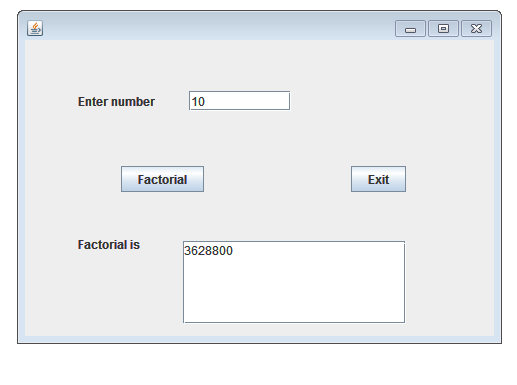 Enter number 10
Factorial Exit
Factorial is 3628800